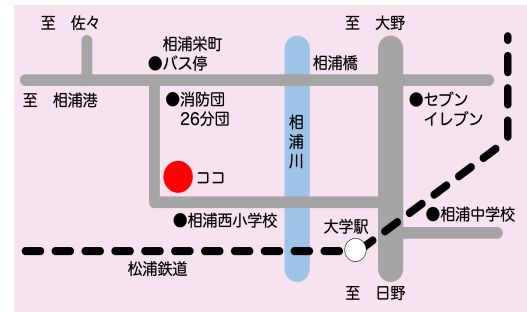 至 佐々
至 大野
相浦栄町
バス停
相浦橋
至 相浦港
消防団
26分団
セブン
イレブン
相浦川
ココ
相浦西小学校
大学駅
相浦中学校
松浦鉄道
至 日野